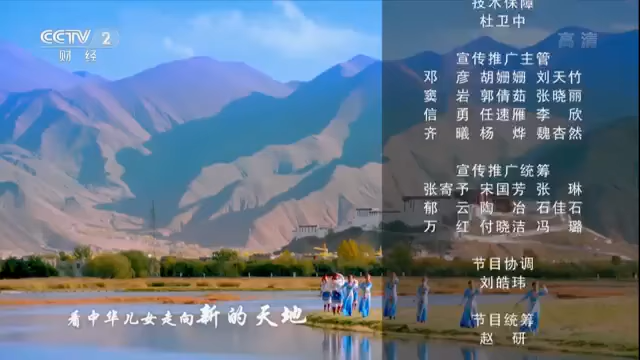 CCTV 2
财经
高清
技术保障
杜卫中
宣传推广主管
邓 彦 胡姗姗 刘天竹
窦 岩 郭倩茹 张晓丽
信 勇 任速雁 李 欣
齐 曦 杨 烨 魏杏然
宣传推广统筹
张寄予 宋国芳 张 琳
郁 云 陶 冶 石佳石
万 红 付晓洁 冯 璐
节目协调
刘皓玮
节目统筹
赵 研
看中华儿女走向新的天地